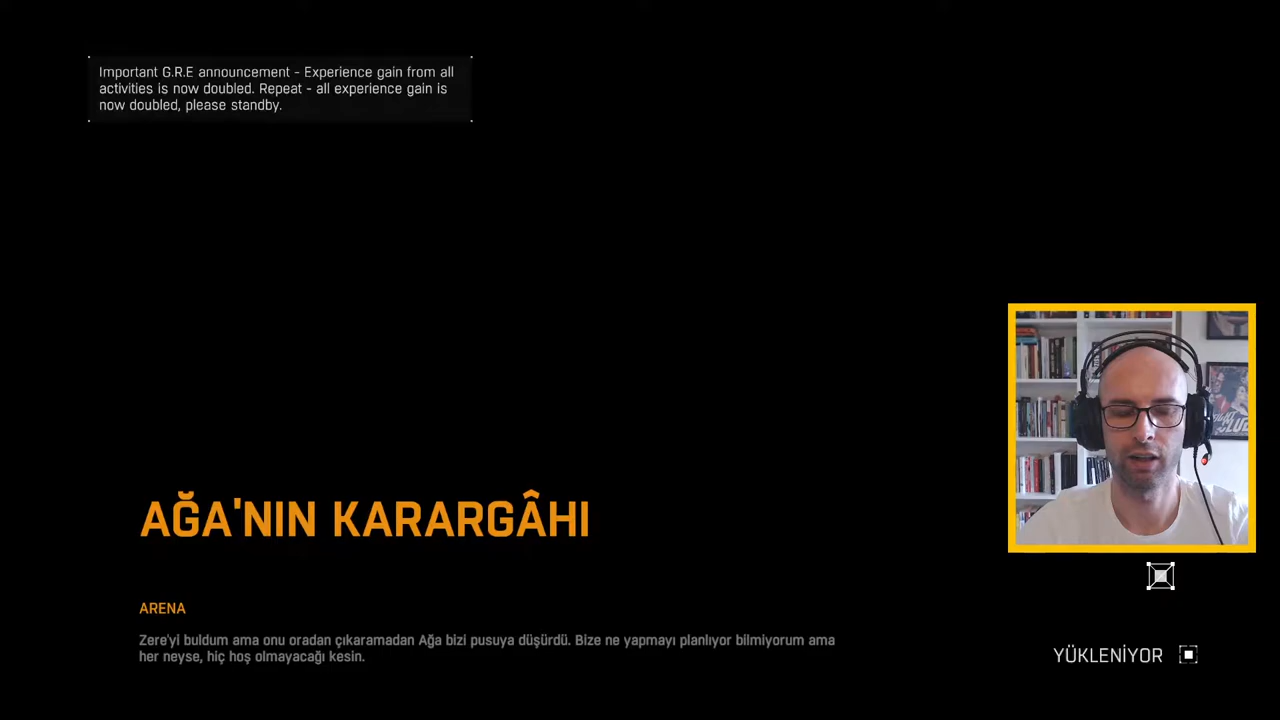 Important G.R.E announcement - Experience gain from all
activities is now doubled. Repeat - all experience gain is
now doubled, please standby.
AĞA'NIN KARARGÂHI
ARENA
Zere'yi buldum ama onu oradan çıkaramadan Ağa bizi pusuya düşürdü. Bize ne yapmayı planlıyor bilmiyorum ama
her neyse, hiç hoş olmayacağı kesin.
YÜKLENİYOR